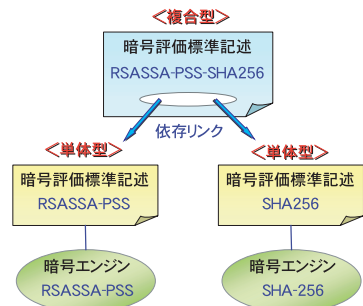 ＜複合型＞
暗号評価標準記述
RSASSA-PSS-SHA256
依存リンク
＜単体型＞
＜単体型＞
暗号評価標準記述
RSASSA-PSS
暗号評価標準記述
SHA256
暗号エンジン
RSASSA-PSS
暗号エンジン
SHA-256